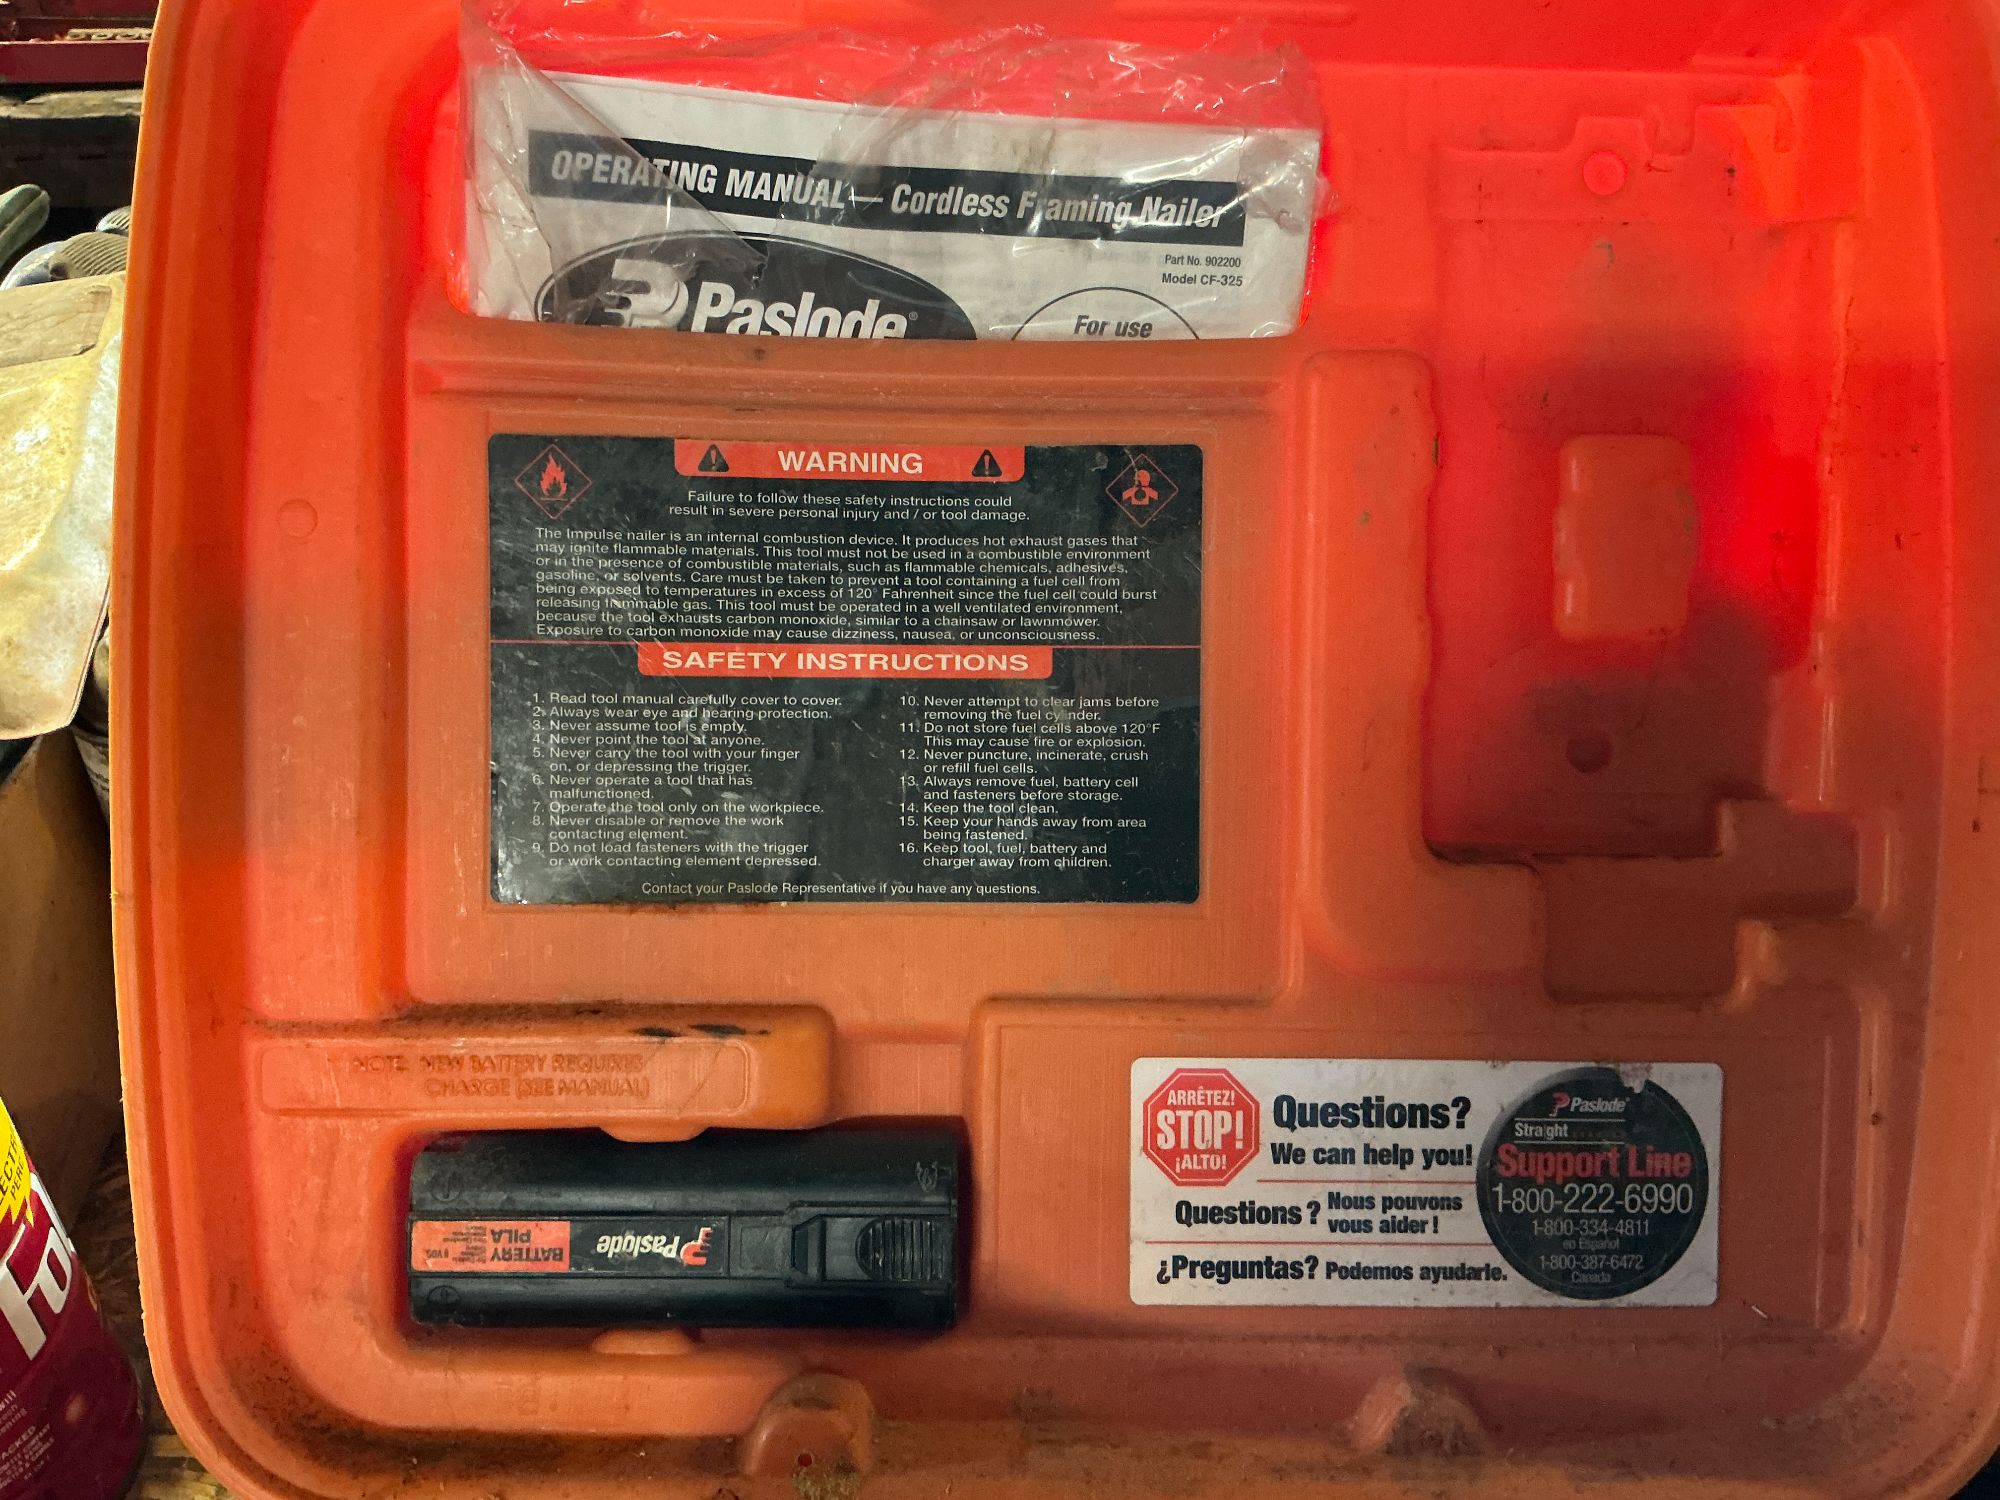 OPERATING MANUAL — Cordless Framing Nailer
Part No. 902200
Model CF-325
Paslode®
For use
WARNING
Failure to follow these safety instructions could
result in severe personal injury and / or tool damage.
The Impulse nailer is an internal combustion device. It produces hot exhaust gases that
may ignite flammable materials. This tool must not be used in a combustible environment
or in the presence of combustible materials, such as flammable chemicals, adhesives,
gasoline, or solvents. Care must be taken to prevent a tool containing a fuel cell from
being exposed to temperatures in excess of 120° Fahrenheit since the fuel cell could burst
releasing flammable gas. This tool must be operated in a well ventilated environment,
because the tool exhausts carbon monoxide, similar to a chainsaw or lawnmower.
Exposure to carbon monoxide may cause dizziness, nausea, or unconsciousness.
SAFETY INSTRUCTIONS
1. Read tool manual carefully cover to cover.
2. Always wear eye and hearing protection.
3. Never assume tool is empty.
4. Never point the tool at anyone.
5. Never carry the tool with your finger
on, or depressing the trigger.
6. Never operate a tool that has
malfunctioned.
7. Operate the tool only on the workpiece.
8. Never disable or remove the work
contacting element.
9. Do not load fasteners with the trigger
or work contacting element depressed.
10. Never attempt to clear jams before
removing the fuel cylinder.
11. Do not store fuel cells above 120°F
This may cause fire or explosion.
12. Never puncture, incinerate, crush
or refill fuel cells.
13. Always remove fuel, battery cell
and fasteners before storage.
14. Keep the tool clean.
15. Keep your hands away from area
being fastened.
16. Keep tool, fuel, battery and
charger away from children.
Contact your Paslode Representative if you have any questions.
NOTE: NEW BATTERY REQUIRES
CHARGE (SEE MANUAL)
Paslode
BATTERY
PILA
6 VDC
ARRÊTEZ!
STOP!
¡ALTO!
Questions?
We can help you!
Questions? Nous pouvons
vous aider!
¿Preguntas? Podemos ayudarle.
Paslode®
Straight
Support Line
1-800-222-6990
1-800-334-4811
en Español
1-800-387-6472
Canada